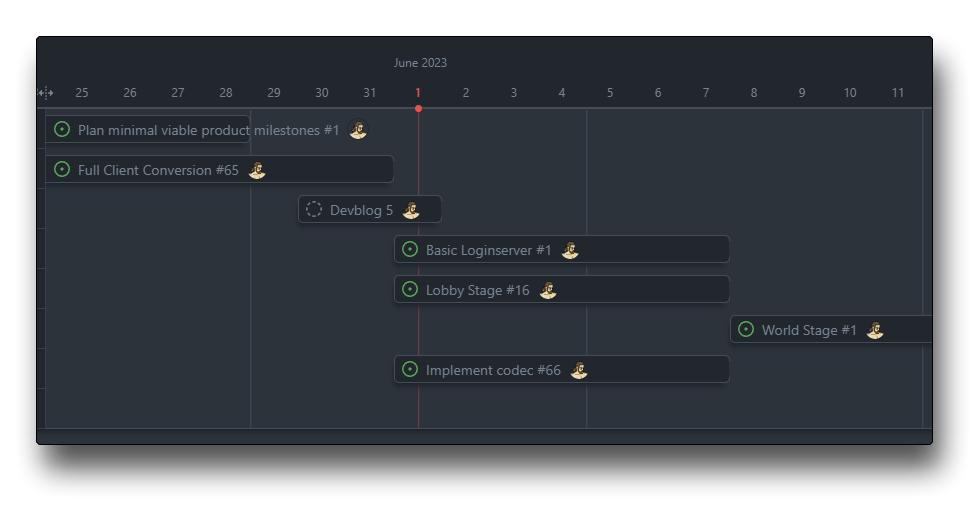 June 2023
25 26 27 28 29 30 31 1 2 3 4 5 6 7 8 9 10 11
Plan minimal viable product milestones #1
Full Client Conversion #65
Devblog 5
Basic Loginserver #1
Lobby Stage #16
World Stage #1
Implement codec #66